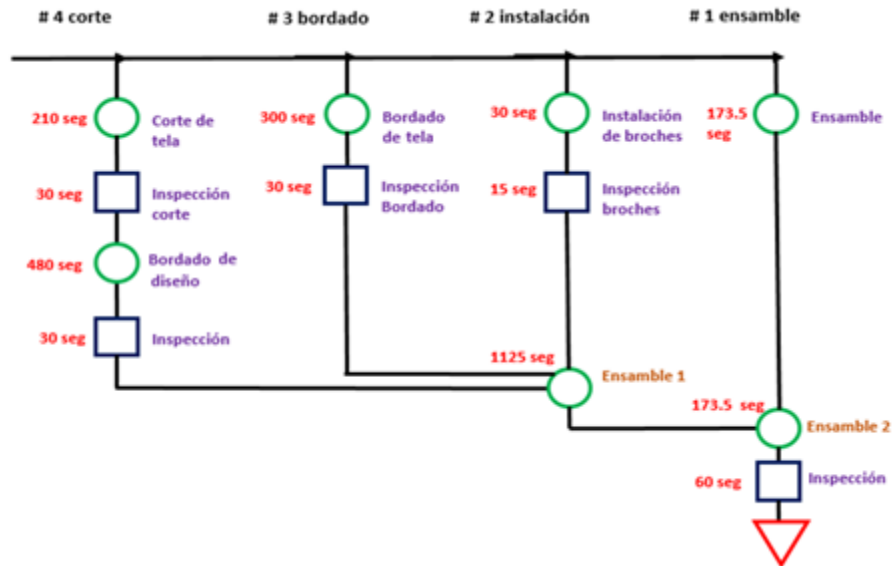 # 4 corte
# 3 bordado
# 2 instalación
# 1 ensamble
210 seg
Corte de
tela
30 seg
Inspección
corte
480 seg
Bordado de
diseño
30 seg
Inspección
300 seg
Bordado
de tela
30 seg
Inspección
Bordado
30 seg
Instalación
de broches
15 seg
Inspección
broches
1125 seg
Ensamble 1
173.5
seg
Ensamble
173.5 seg
Ensamble 2
60 seg
Inspección